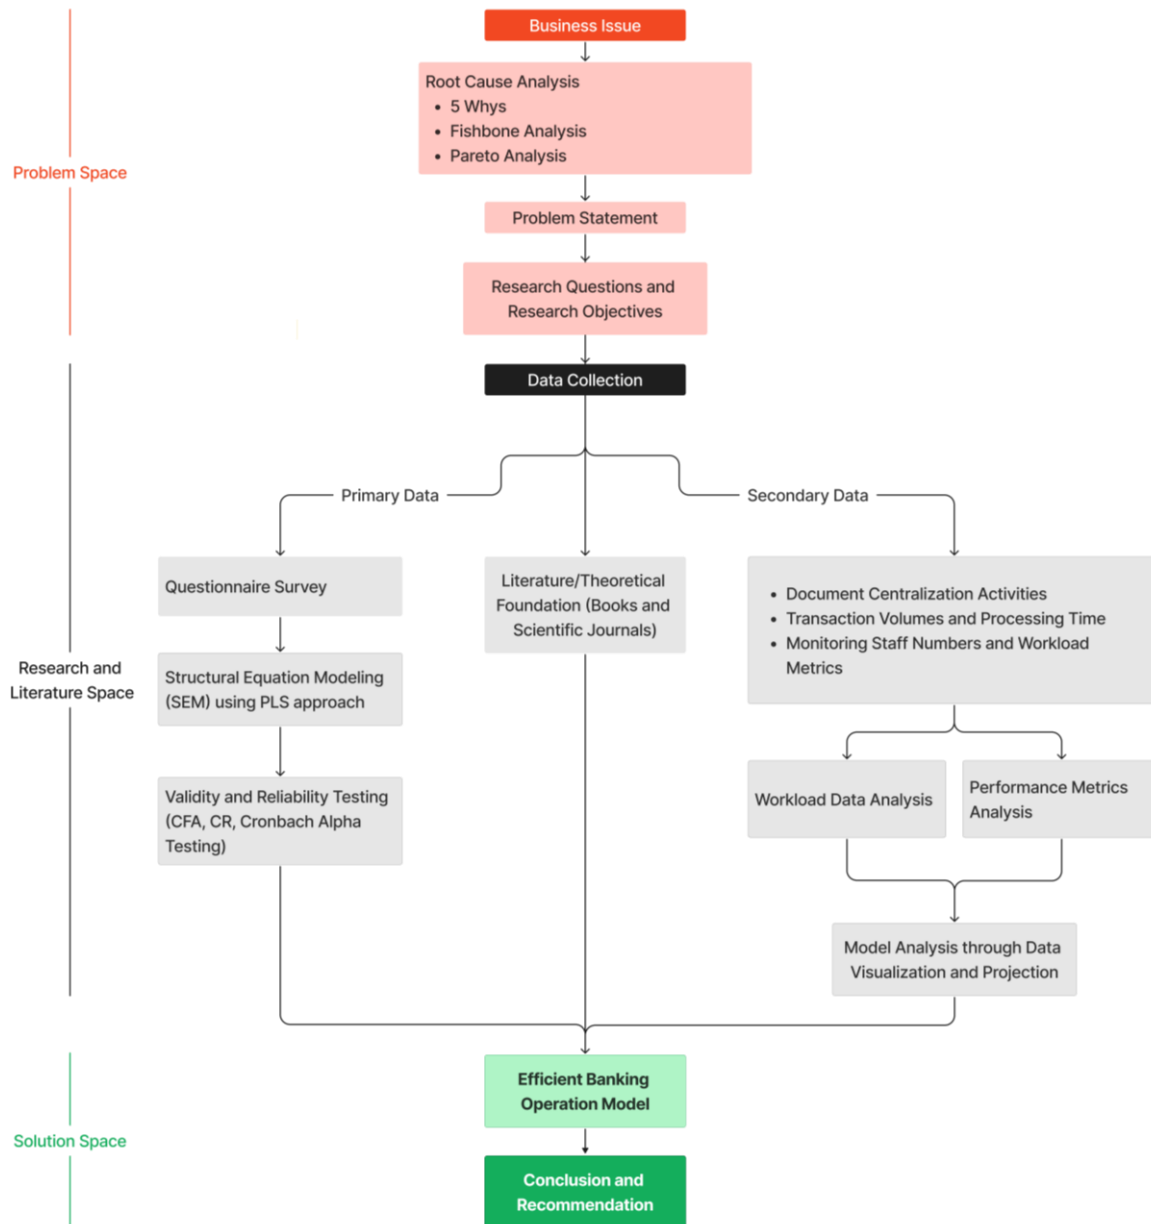 Business Issue
Root Cause Analysis
• 5 Whys
• Fishbone Analysis
• Pareto Analysis
Problem Space
Problem Statement
Research Questions and
Research Objectives
Data Collection
Primary Data
Secondary Data
Questionnaire Survey
Structural Equation Modeling
(SEM) using PLS approach
Validity and Reliability Testing
(CFA, CR, Cronbach Alpha
Testing)
Literature/Theoretical
Foundation (Books and
Scientific Journals)
• Document Centralization Activities
• Transaction Volumes and Processing Time
• Monitoring Staff Numbers and Workload
Metrics
Research and
Literature Space
Workload Data Analysis
Performance Metrics
Analysis
Model Analysis through Data
Visualization and Projection
Efficient Banking
Operation Model
Solution Space
Conclusion and
Recommendation